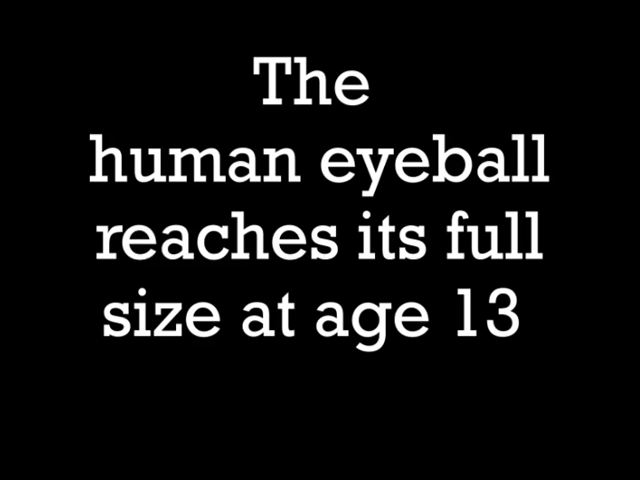 The
human eyeball
reaches its full
size at age 13